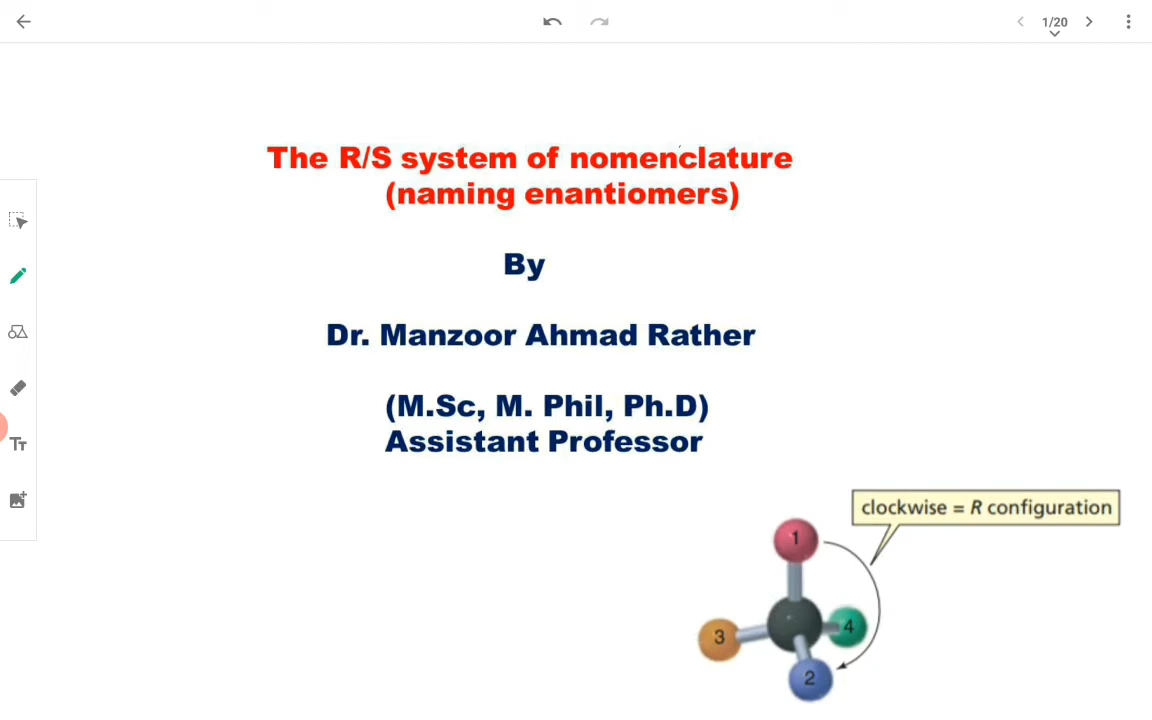 1/20
The R/S system of nomenclature
(naming enantiomers)
By
Dr. Manzoor Ahmad Rather
(M.Sc, M. Phil, Ph.D)
Assistant Professor
clockwise = R configuration
1
3
4
2
Tт